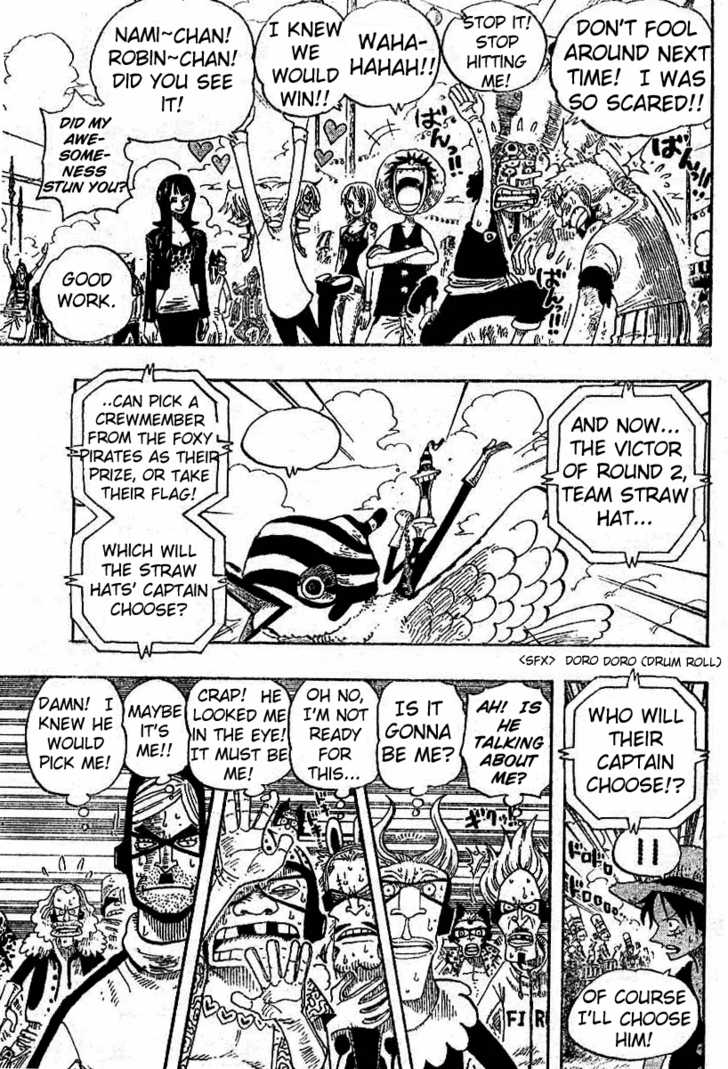 DON'T FOOL
AROUND NEXT
TIME! I WAS
SO SCARED!!
STOP IT!
STOP
HITTING
ME!
WAHA-
HAHAH!!
I KNEW
WE
WOULD
WIN!!
NAMI~CHAN!
ROBIN~CHAN!
DID YOU SEE
IT!
DID MY
AWE-
SOME-
NESS
STUN YOU?
GOOD
WORK.
ばんっ!!
ばんっ!!
AND NOW...
THE VICTOR
OF ROUND 2,
TEAM STRAW
HAT...
..CAN PICK A
CREWMEMBER
FROM THE FOXY
PIRATES AS THEIR
PRIZE, OR TAKE
THEIR FLAG!
WHICH WILL
THE STRAW
HATS' CAPTAIN
CHOOSE?
<SFX> DORO DORO (DRUM ROLL)
WHO WILL
THEIR
CAPTAIN
CHOOSE!?
!!
OF COURSE
I'LL CHOOSE
HIM!
AH! IS
HE
TALKING
ABOUT
ME?
IS IT
GONNA
BE ME?
OH NO,
I'M NOT
READY
FOR
THIS...
CRAP! HE
LOOKED ME
IN THE EYE!
IT MUST BE
ME!
MAYBE
IT'S
ME!!
DAMN! I
KNEW HE
WOULD
PICK ME!
FIR